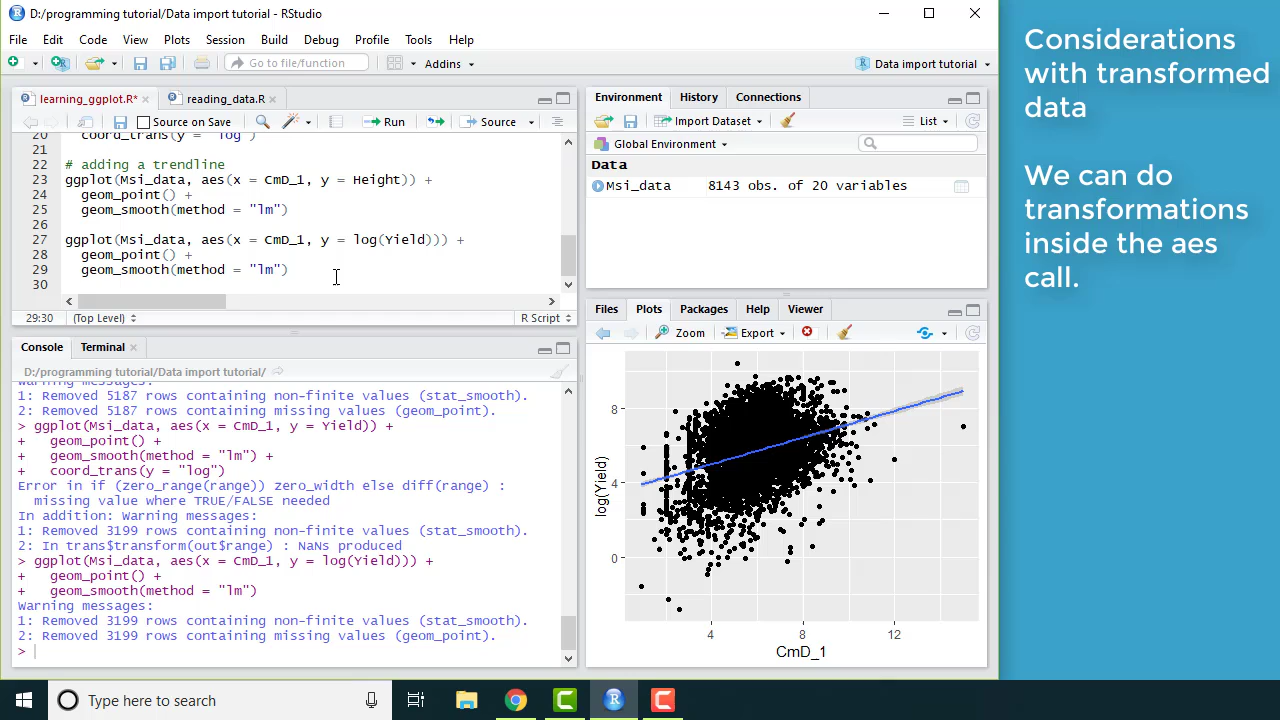 D:/programming tutorial/Data import tutorial - RStudio
File Edit Code View Plots Session Build Debug Profile Tools Help
Go to file/function Addins Data import tutorial
learning_ggplot.R* reading_data.R
Source on Save Run Source
20 coord_trans(y = "log")
21
22 # adding a trendline
23 ggplot(Msi_data, aes(x = CmD_1, y = Height)) +
24 geom_point() +
25 geom_smooth(method = "lm")
26
27 ggplot(Msi_data, aes(x = CmD_1, y = log(Yield))) +
28 geom_point() +
29 geom_smooth(method = "lm")
30
29:30 (Top Level) R Script
Console Terminal
D:/programming tutorial/Data import tutorial/
Warning messages:
1: Removed 5187 rows containing non-finite values (stat_smooth).
2: Removed 5187 rows containing missing values (geom_point).
> ggplot(Msi_data, aes(x = CmD_1, y = Yield)) +
+ geom_point() +
+ geom_smooth(method = "lm") +
+ coord_trans(y = "log")
Error in if (zero_range(range)) zero_width else diff(range) :
missing value where TRUE/FALSE needed
In addition: Warning messages:
1: Removed 3199 rows containing non-finite values (stat_smooth).
2: In trans$transform(out$range) : NaNs produced
> ggplot(Msi_data, aes(x = CmD_1, y = log(Yield))) +
+ geom_point() +
+ geom_smooth(method = "lm")
Warning messages:
1: Removed 3199 rows containing non-finite values (stat_smooth).
2: Removed 3199 rows containing missing values (geom_point).
>
Environment History Connections
Import Dataset List
Global Environment
Data
Msi_data 8143 obs. of 20 variables
Files Plots Packages Help Viewer
Zoom Export
8
4
0
log(Yield)
4 8 12
CmD_1
Considerations
with transformed
data
We can do
transformations
inside the aes
call.
Type here to search